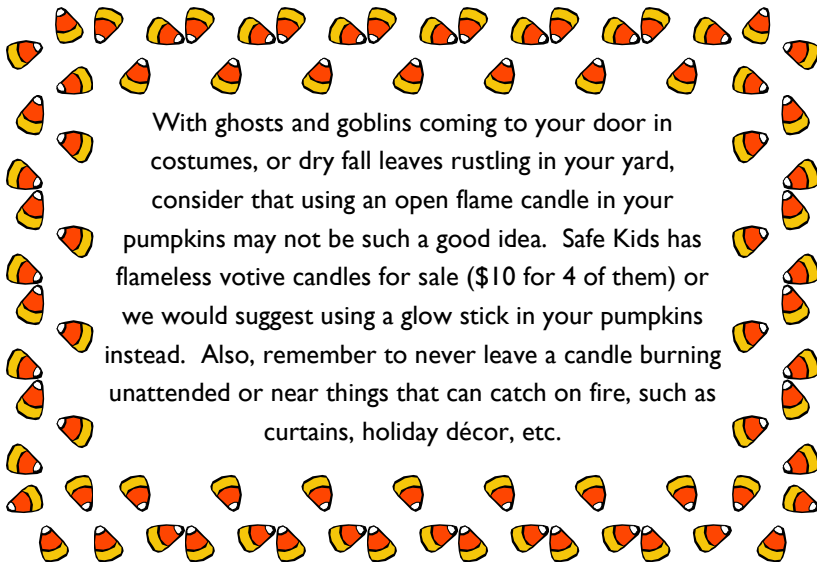 With ghosts and goblins coming to your door in
costumes, or dry fall leaves rustling in your yard,
consider that using an open flame candle in your
pumpkins may not be such a good idea.  Safe Kids has
flameless votive candles for sale ($10 for 4 of them) or
we would suggest using a glow stick in your pumpkins
instead.  Also, remember to never leave a candle burning
unattended or near things that can catch on fire, such as
curtains, holiday décor, etc.